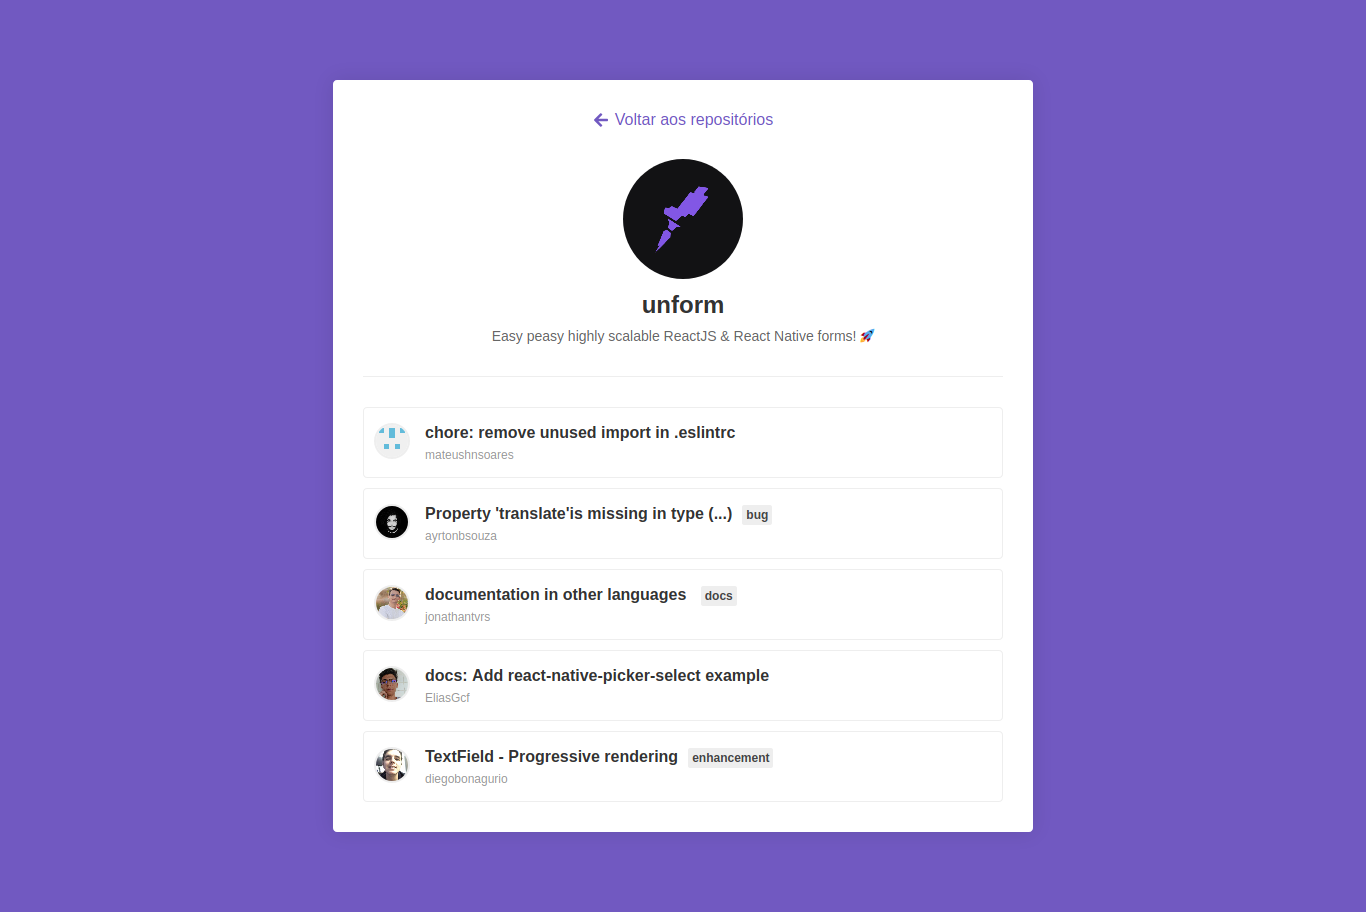 Voltar aos repositórios
unform
Easy peasy highly scalable ReactJS & React Native forms! 🚀
chore: remove unused import in .eslintrc
mateushnsoares
Property 'translate'is missing in type (...) bug
ayrtonbsouza
documentation in other languages docs
jonathantvrs
docs: Add react-native-picker-select example
EliasGcf
TextField - Progressive rendering enhancement
diegobonagurio